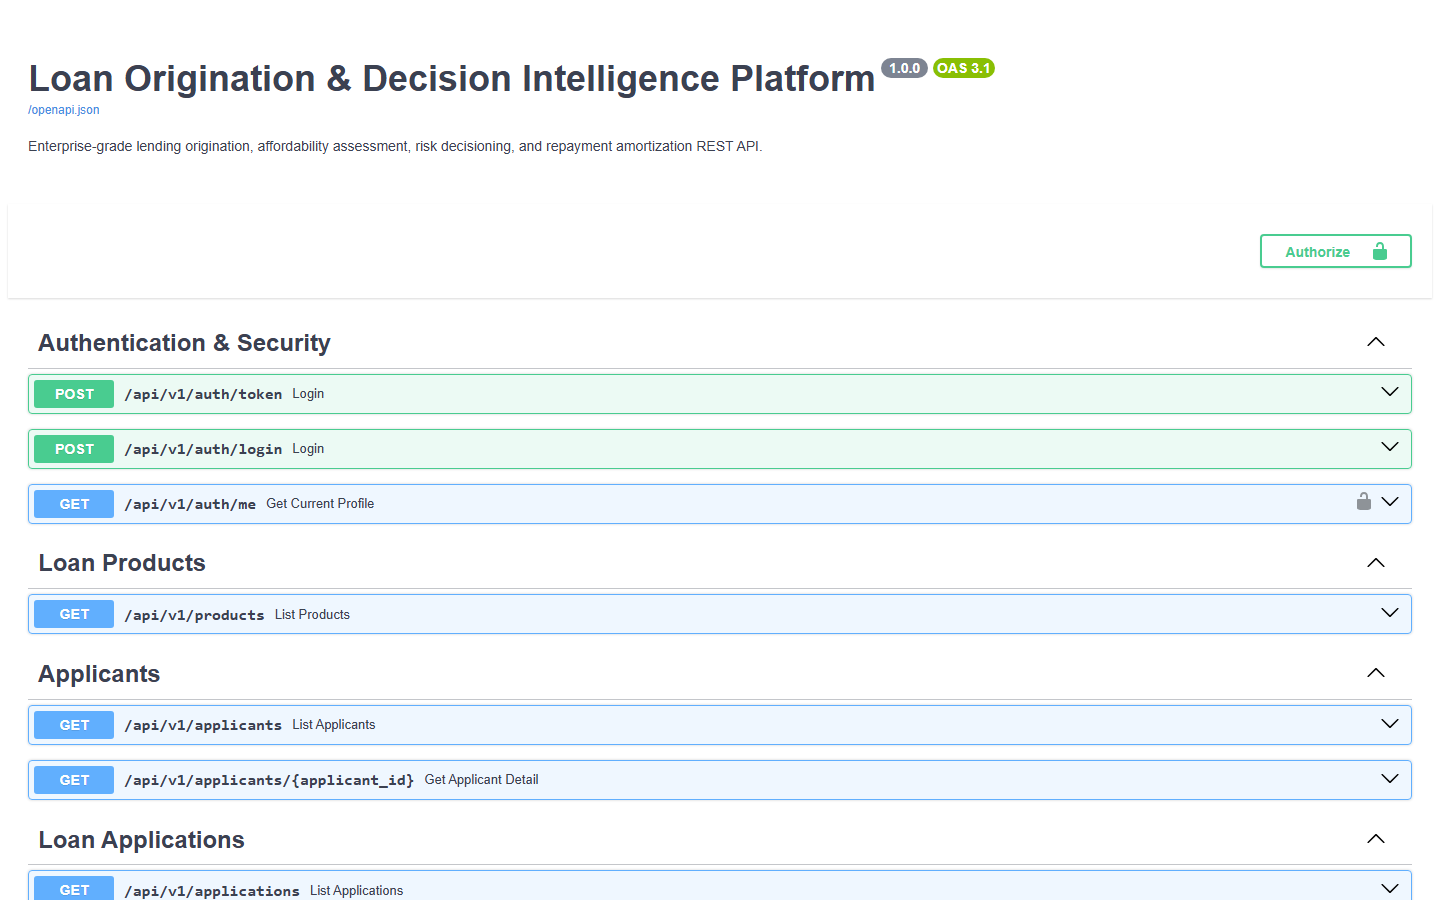 Loan Origination & Decision Intelligence Platform 1.0.0 OAS 3.1
/openapi.json
Enterprise-grade lending origination, affordability assessment, risk decisioning, and repayment amortization REST API.
Authorize
Authentication & Security
POST /api/v1/auth/token Login
POST /api/v1/auth/login Login
GET /api/v1/auth/me Get Current Profile
Loan Products
GET /api/v1/products List Products
Applicants
GET /api/v1/applicants List Applicants
GET /api/v1/applicants/{applicant_id} Get Applicant Detail
Loan Applications
GET /api/v1/applications List Applications